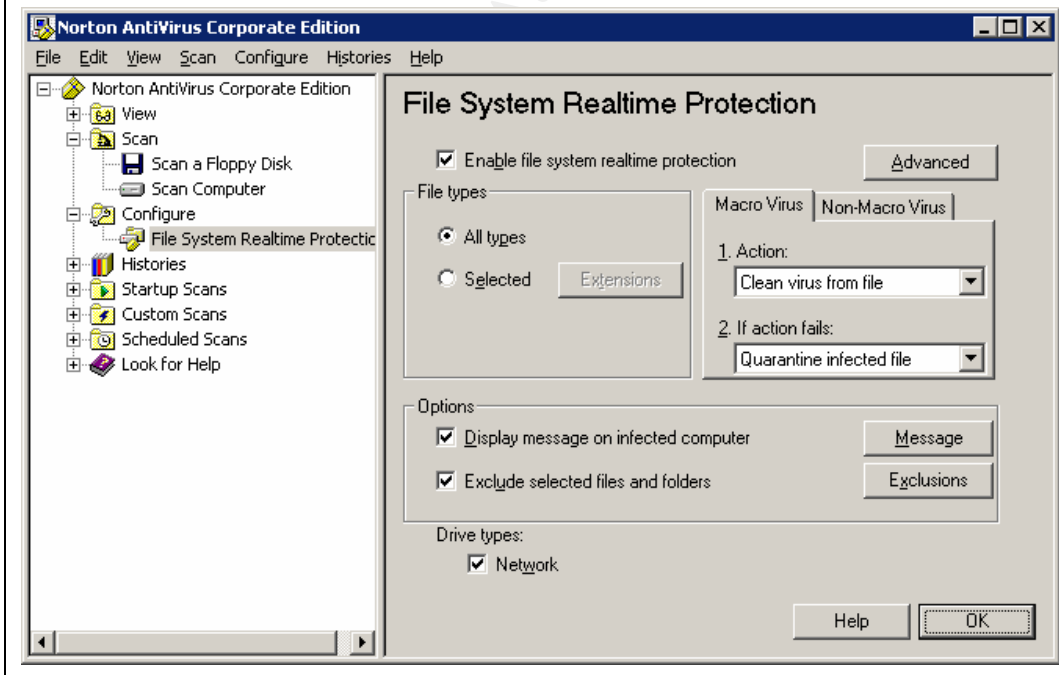 Norton AntiVirus Corporate Edition
File Edit View Scan Configure Histories Help
Norton AntiVirus Corporate Edition
View
Scan
Scan a Floppy Disk
Scan Computer
Configure
File System Realtime Protectic
Histories
Startup Scans
Custom Scans
Scheduled Scans
Look for Help
File System Realtime Protection
Enable file system realtime protection
Advanced
File types
All types
Selected
Extensions
Macro Virus
Non-Macro Virus
1. Action:
Clean virus from file
2. If action fails:
Quarantine infected file
Options
Display message on infected computer
Message
Exclude selected files and folders
Exclusions
Drive types:
Network
Help
OK